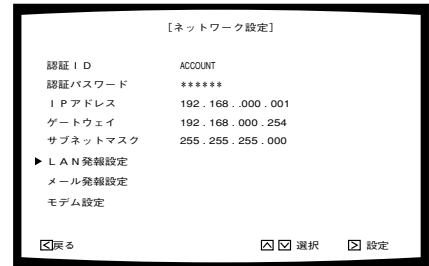 [ネットワーク設定]
認証ID ACCOUNT
認証パスワード ******
IPアドレス 192.168..000.001
ゲートウェイ 192.168.000.254
サブネットマスク 255.255.255.000
▶ LAN発報設定
メール発報設定
モデム設定
<戻る ∧ ∨ 選択 > 設定